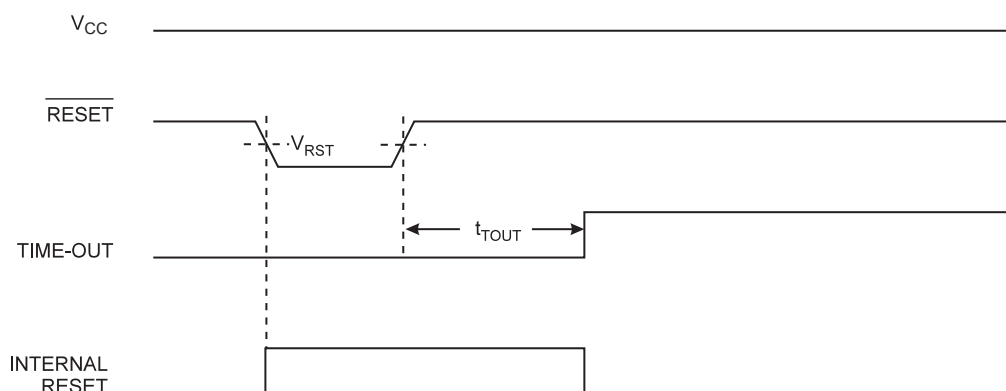 VCC
RESET
VRST
tTOUT
TIME-OUT
INTERNAL
RESET